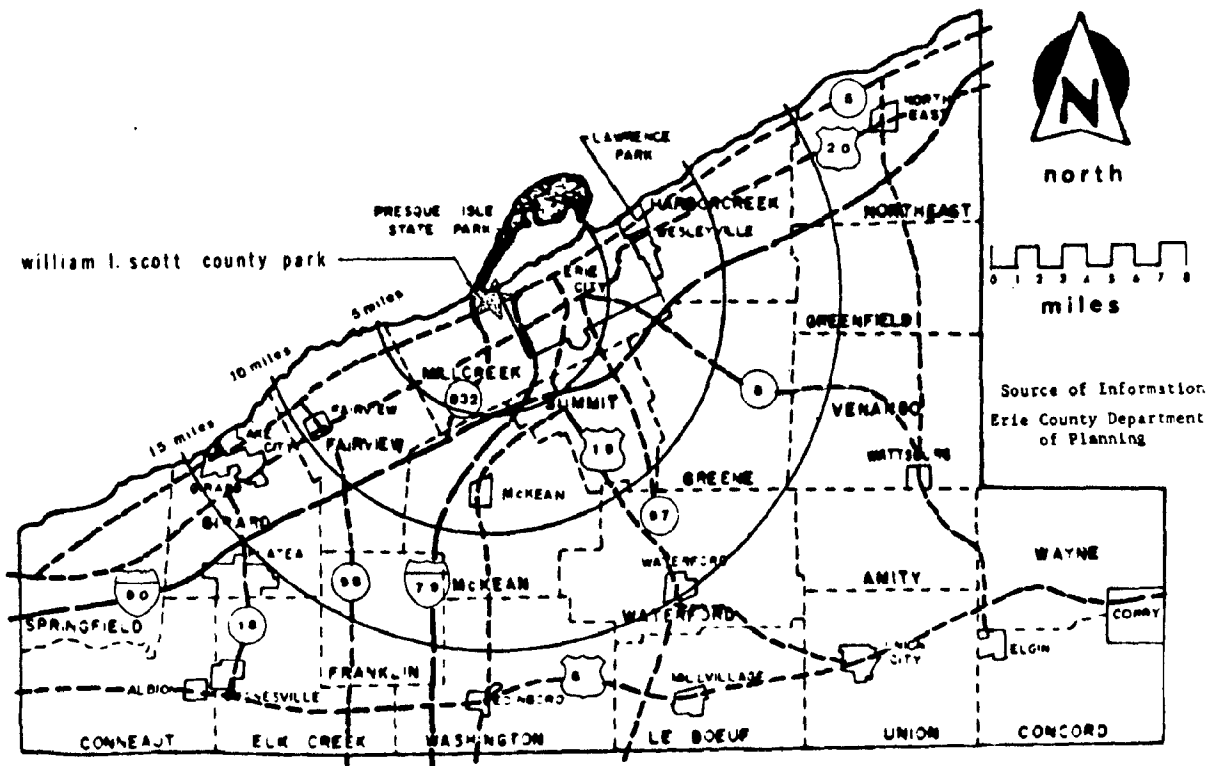 N
north
5
NORTH
EAST
LAWRENCE
PARK
20
HARBORCREEK
PRESQUE ISLE
STATE PARK
NORTHEAST
WESLEYVILLE
william l. scott county park
ERIE
CITY
0 1 2 3 4 5 6 7 8
miles
5 miles
GREENFIELD
10 miles
MILLCREEK
832
8
SUMMIT
VENANGO
Source of Information
Erie County Department
of Planning
FAIRVIEW
FAIRVIEW
15 miles
CITY
19
WATTSBURG
GREENE
GIRARD
McKEAN
97
GIRARD
WAYNE
WATERFORD
AMITY
90
98
79
McKEAN
SPRINGFIELD
18
WATERFORD
CORRY
UNION
CITY
ELGIN
FRANKLIN
ALBION
6
MILLVILLAGE
EDINBORO
CONNEAUT
ELK CREEK
WASHINGTON
LE BOEUF
UNION
CONCORD